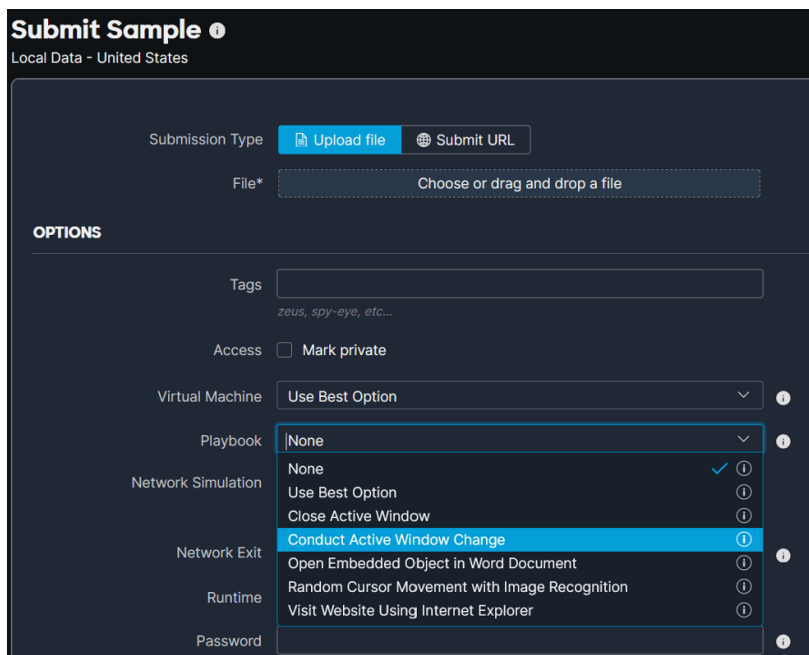 Submit Sample
Local Data - United States
Submission Type Upload file Submit URL
File* Choose or drag and drop a file
OPTIONS
Tags
zeus, spy-eye, etc...
Access Mark private
Virtual Machine Use Best Option
Playbook None
None
Network Simulation
Use Best Option
Close Active Window
Conduct Active Window Change
Network Exit
Open Embedded Object in Word Document
Random Cursor Movement with Image Recognition
Runtime
Visit Website Using Internet Explorer
Password